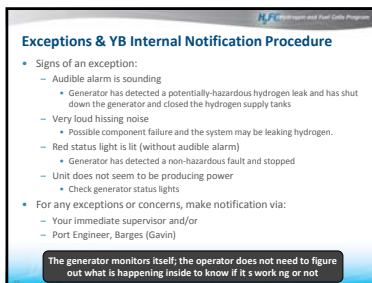 H₂FC Hydrogen and Fuel Cells Program
Exceptions & YB Internal Notification Procedure
• Signs of an exception:
– Audible alarm is sounding
• Generator has detected a potentially-hazardous hydrogen leak and has shut
down the generator and closed the hydrogen supply tanks
– Very loud hissing noise
• Possible component failure and the system may be leaking hydrogen.
– Red status light is lit (without audible alarm)
• Generator has detected a non-hazardous fault and stopped
– Unit does not seem to be producing power
• Check generator status lights
• For any exceptions or concerns, make notification via:
– Your immediate supervisor and/or
– Port Engineer, Barges (Gavin)
The generator monitors itself; the operator does not need to figure
out what is happening inside to know if it s work ng or not